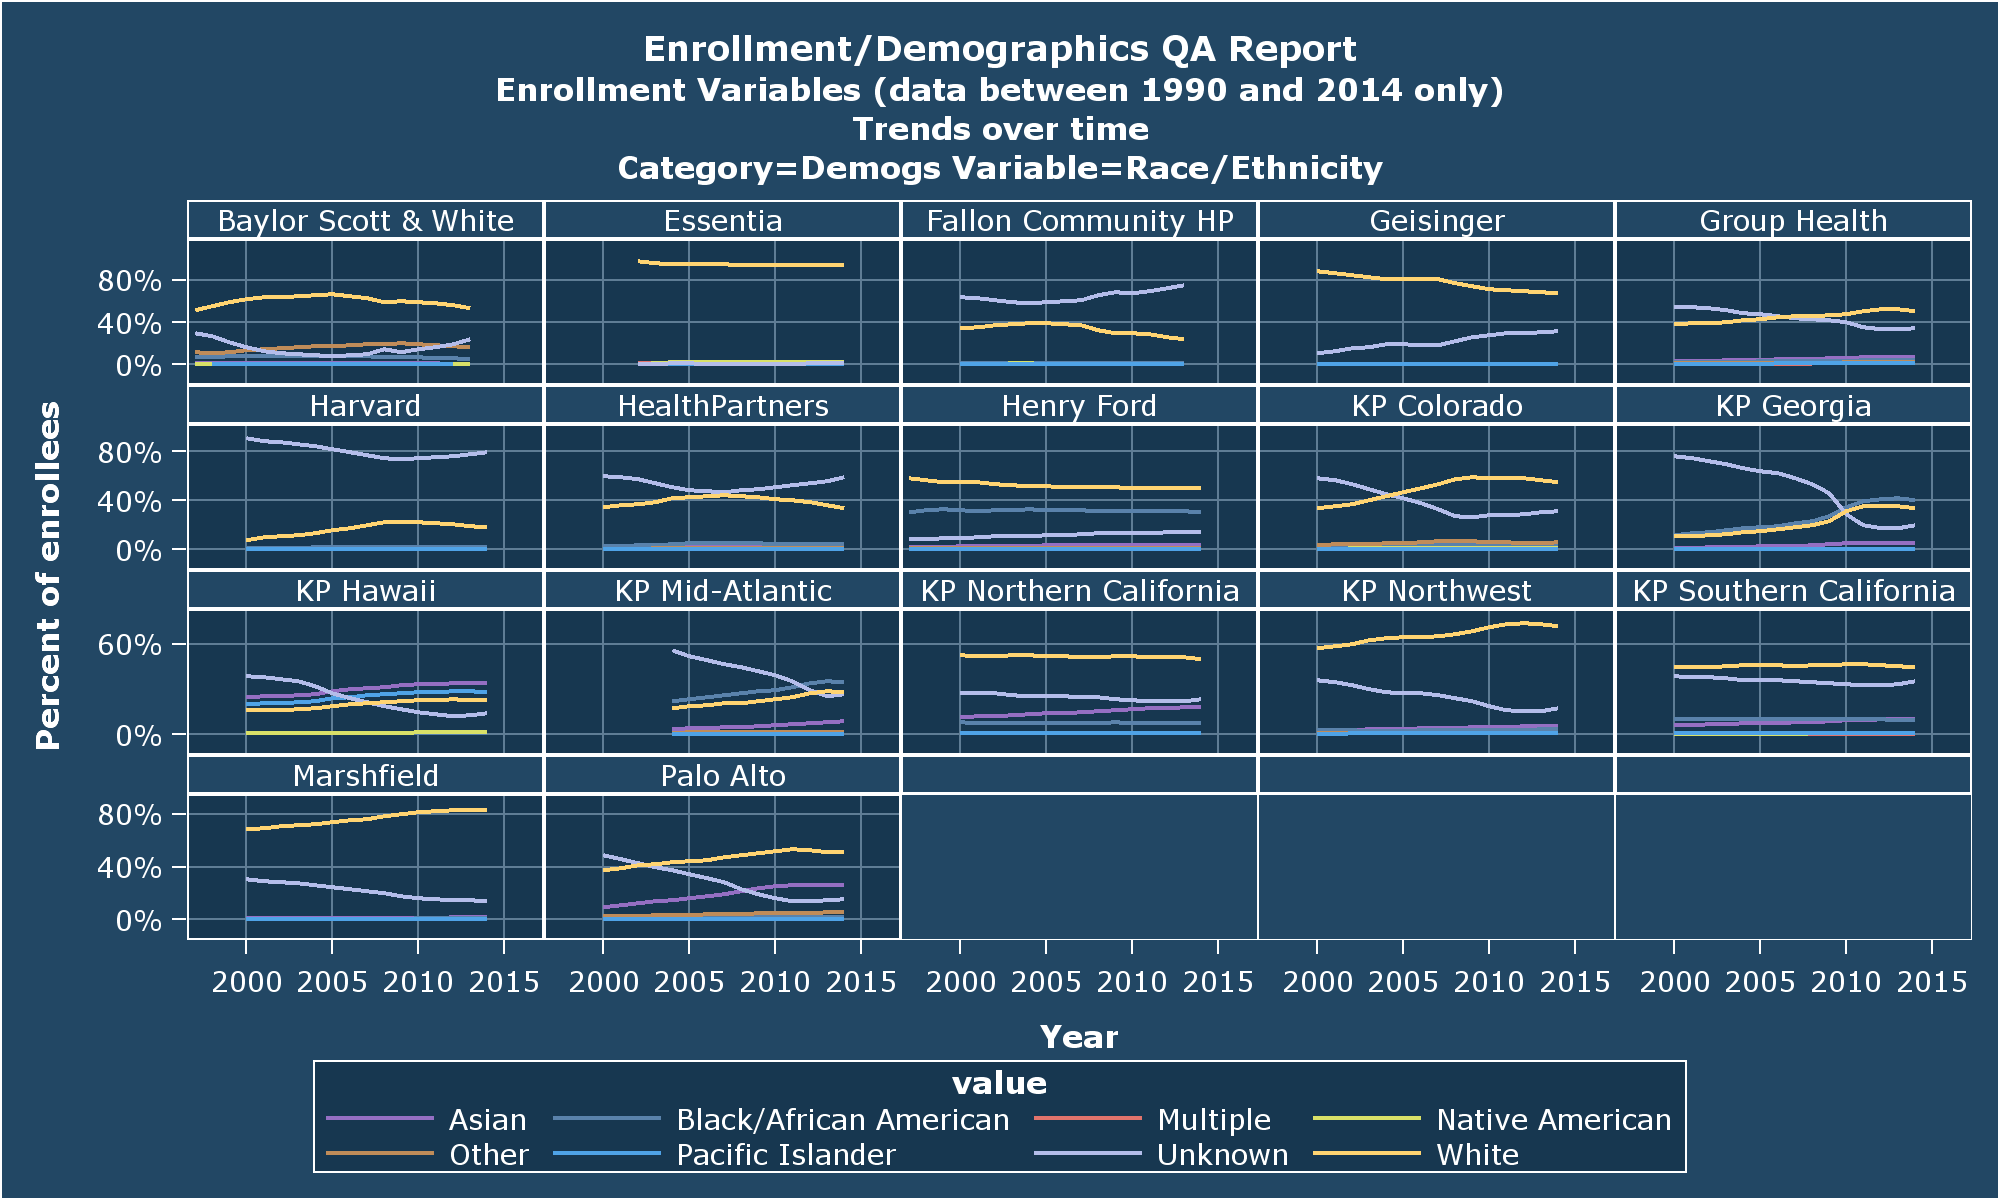 Enrollment/Demographics QA Report
Enrollment Variables (data between 1990 and 2014 only)
Trends over time
Category=Demogs Variable=Race/Ethnicity
Baylor Scott & White Essentia Fallon Community HP Geisinger Group Health
80%
40%
0%
Harvard HealthPartners Henry Ford KP Colorado KP Georgia
80%
40%
0%
KP Hawaii KP Mid-Atlantic KP Northern California KP Northwest KP Southern California
60%
0%
Marshfield Palo Alto
80%
40%
0%
Percent of enrollees
2000 2005 2010 2015 2000 2005 2010 2015 2000 2005 2010 2015 2000 2005 2010 2015 2000 2005 2010 2015
Year
value
Asian Black/African American Multiple Native American
Other Pacific Islander Unknown White